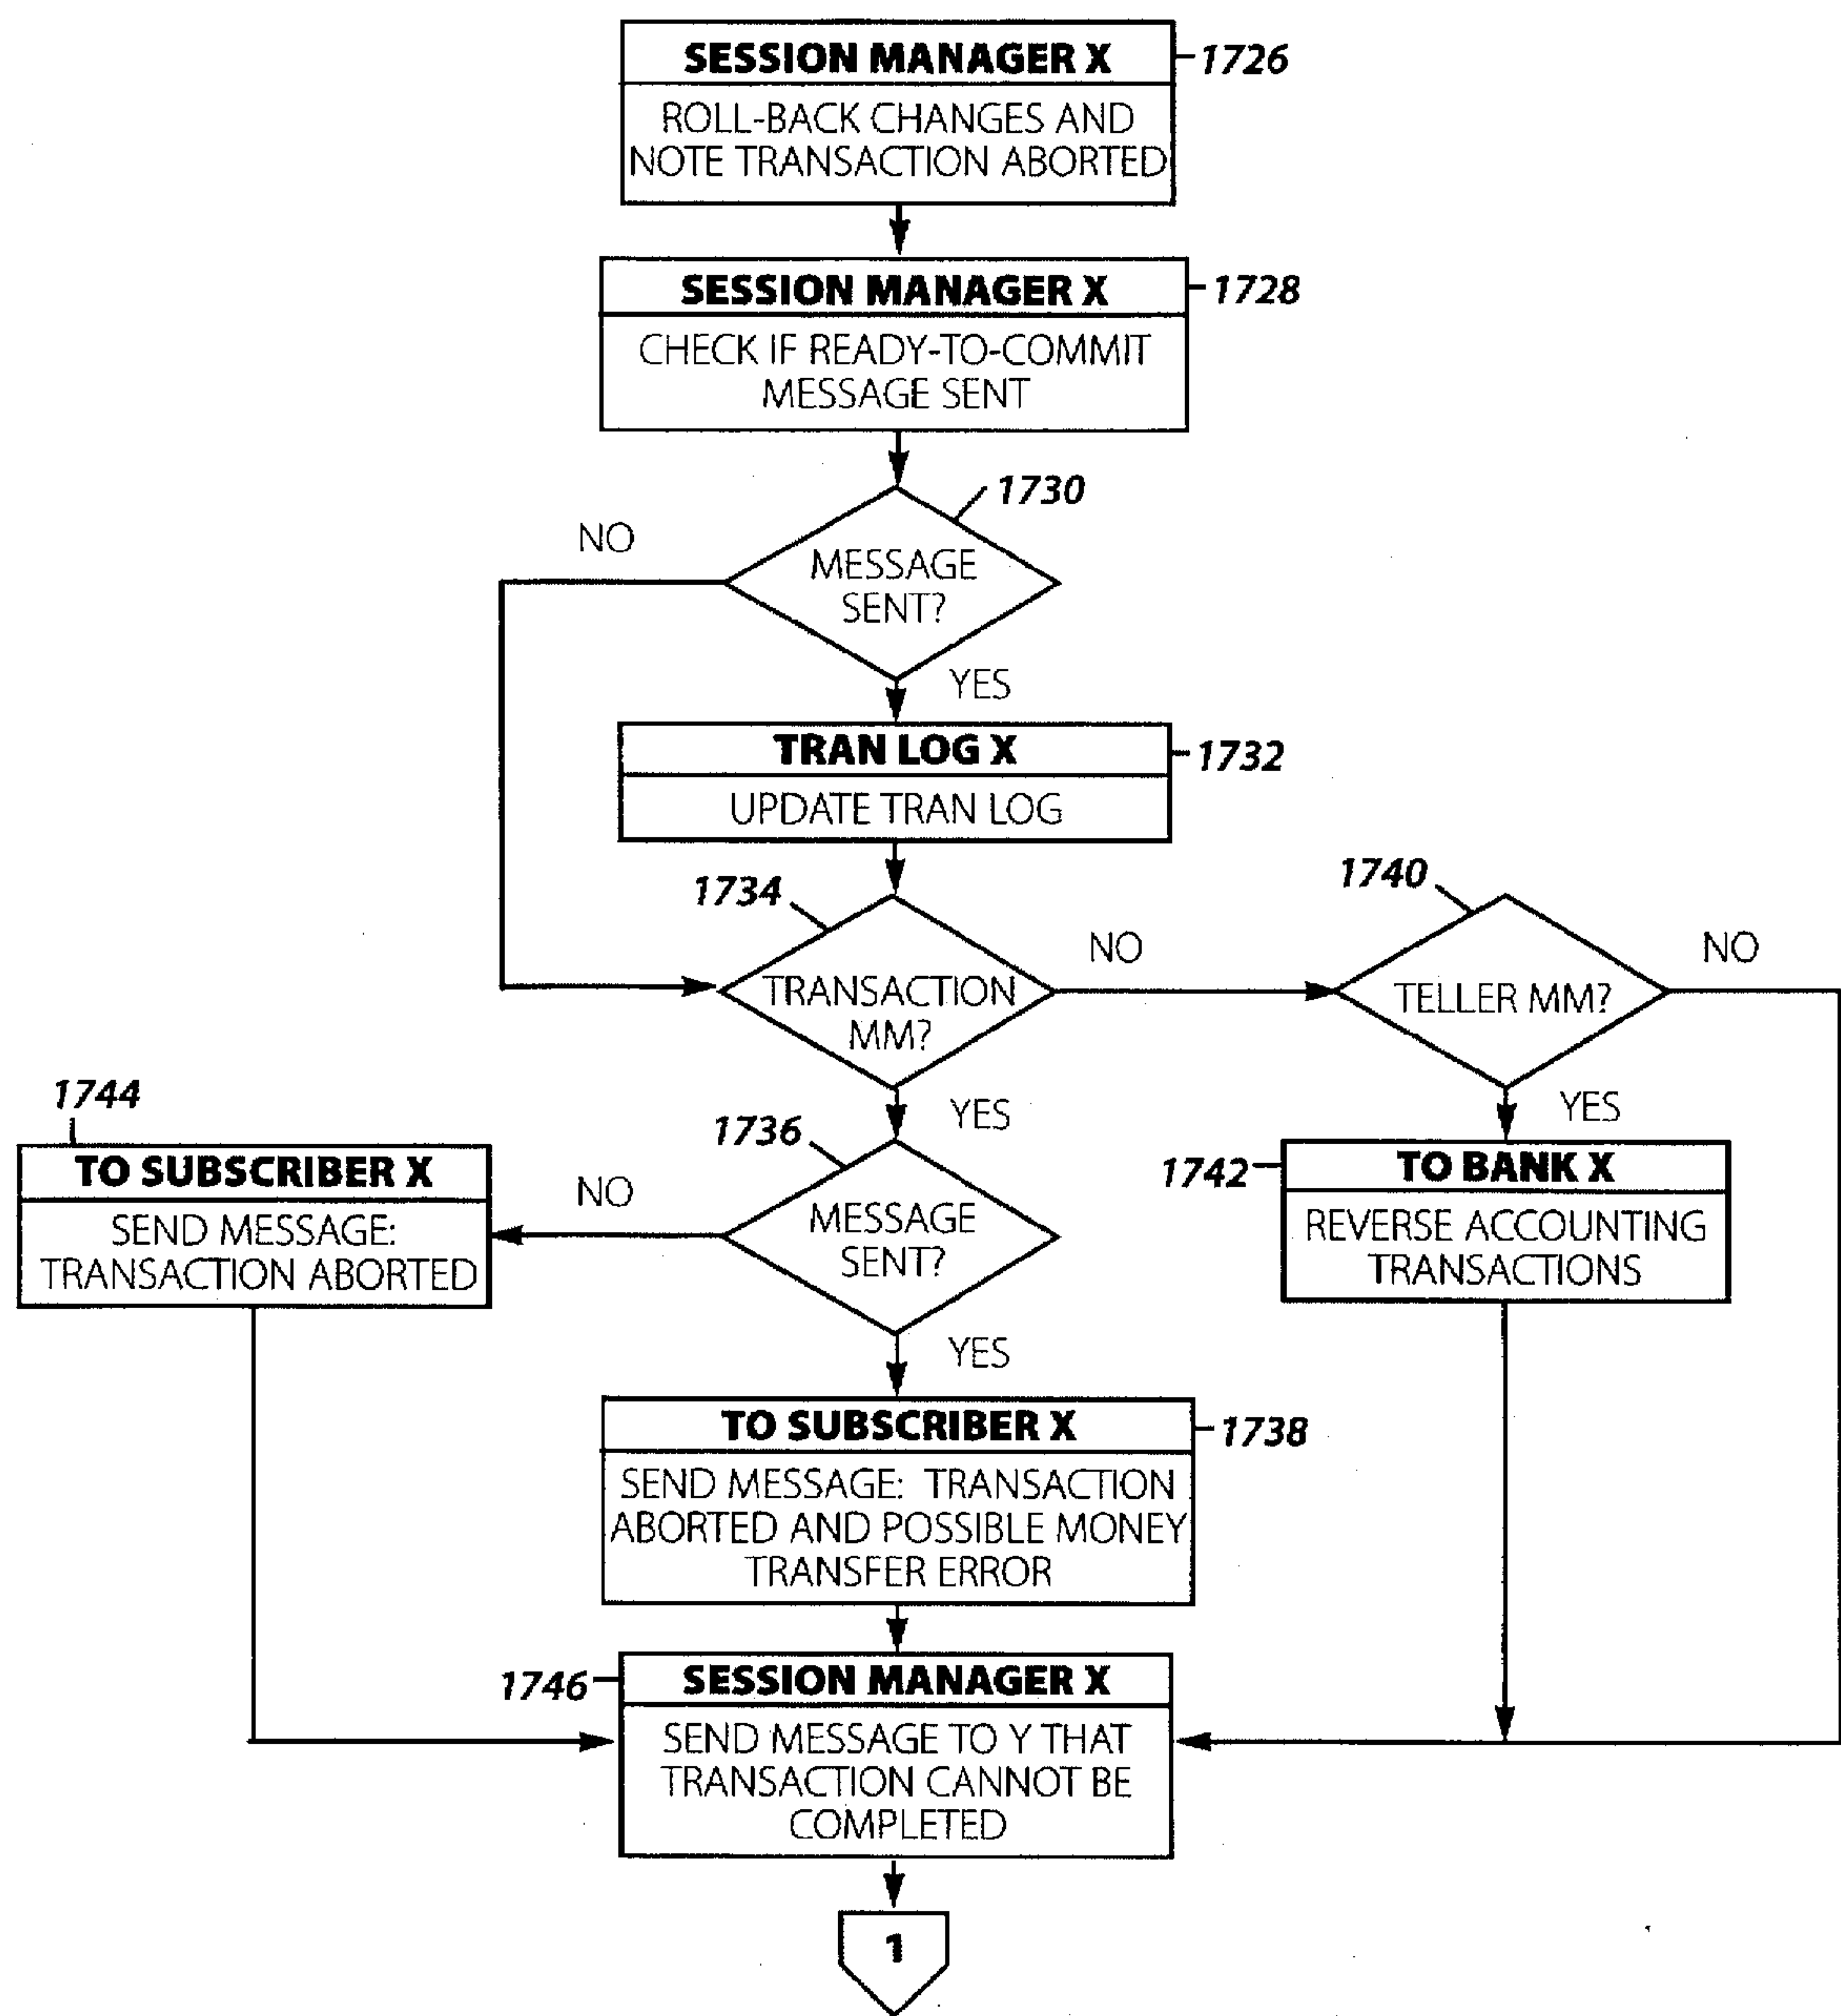 SESSION MANAGER X
1726
ROLL-BACK CHANGES AND
NOTE TRANSACTION ABORTED
SESSION MANAGER X
1728
CHECK IF READY-TO-COMMIT
MESSAGE SENT
1730
NO
MESSAGE
SENT?
YES
TRAN LOG X
1732
UPDATE TRAN LOG
1734
1740
NO
NO
TRANSACTION
MM?
TELLER MM?
YES
YES
1744
1736
TO SUBSCRIBER X
NO
SEND MESSAGE:
TRANSACTION ABORTED
MESSAGE
SENT?
1742
TO BANK X
REVERSE ACCOUNTING
TRANSACTIONS
YES
TO SUBSCRIBER X
1738
SEND MESSAGE: TRANSACTION
ABORTED AND POSSIBLE MONEY
TRANSFER ERROR
1746
SESSION MANAGER X
SEND MESSAGE TO Y THAT
TRANSACTION CANNOT BE
COMPLETED
1